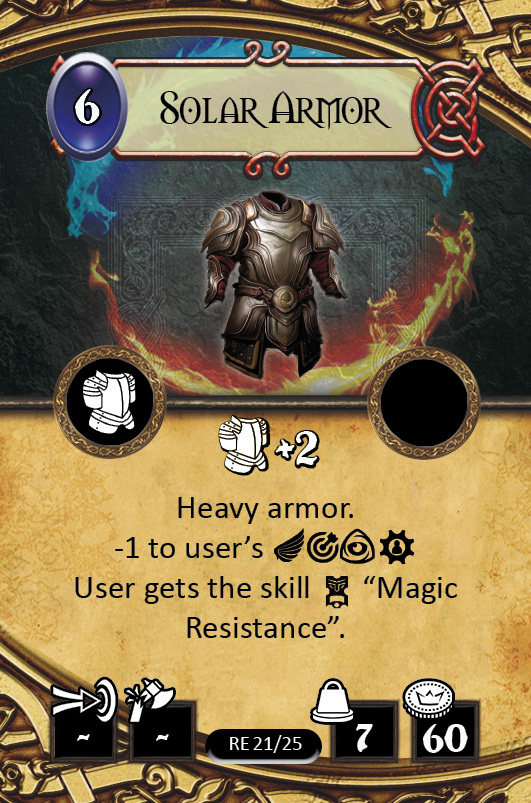 6
SOLAR ARMOR
+2
Heavy armor.
-1 to user's
User gets the skill “Magic
Resistance”.
~ ~ RE 21/25 7 60